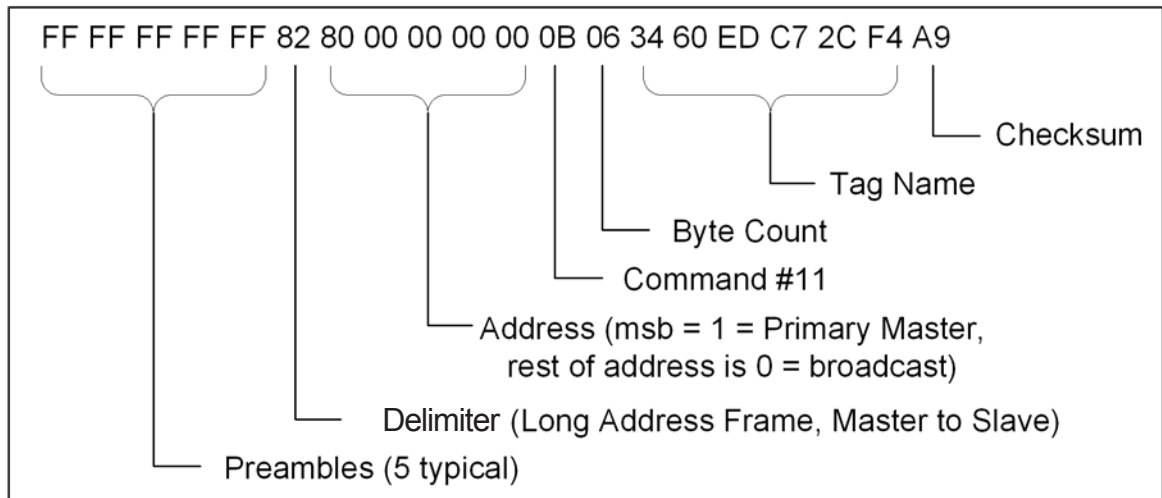 FF FF FF FF FF 82 80 00 00 00 00 0B 06 34 60 ED C7 2C F4 A9
Checksum
Tag Name
Byte Count
Command #11
Address (msb = 1 = Primary Master,
rest of address is 0 = broadcast)
Delimiter (Long Address Frame, Master to Slave)
Preambles (5 typical)